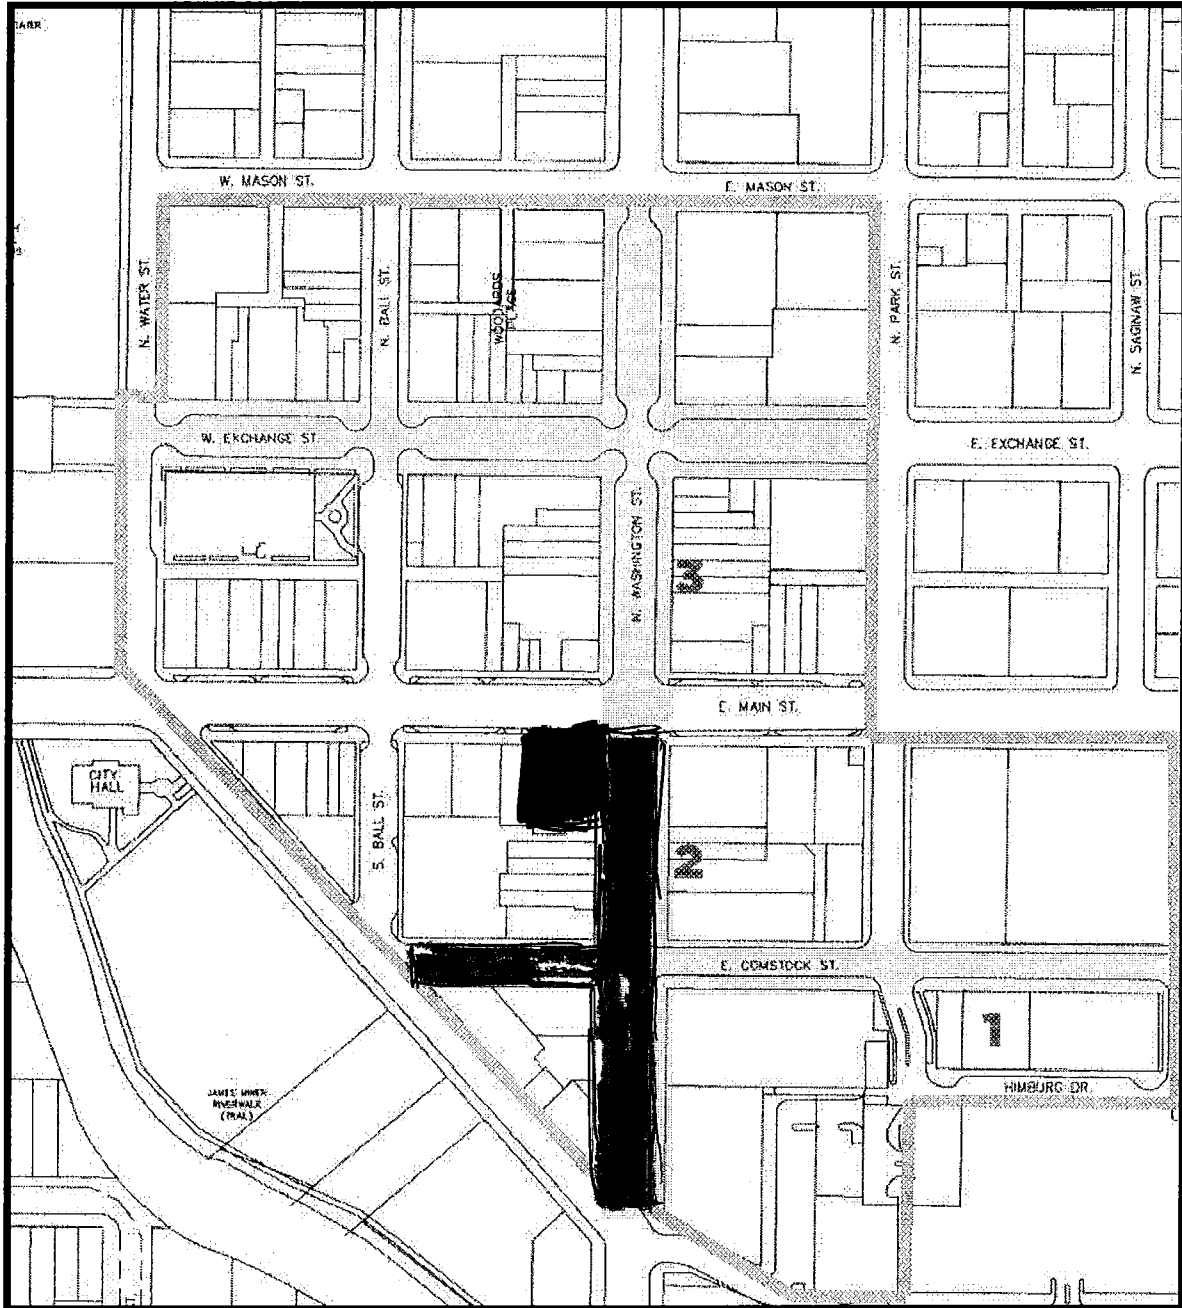 W. MASON ST.
E. MASON ST.
N. WATER ST.
N. BALL ST.
WOODARDS
PLACE
N. PARK ST.
N. SAGINAW ST.
W. EXCHANGE ST.
E. EXCHANGE ST.
N. WASHINGTON ST.
3
E. MAIN ST.
CITY
HALL
S. BALL ST.
2
E. COMSTOCK ST.
1
HIMBURG DR.
JAMES MINER
RIVERWALK
(TRAIL)